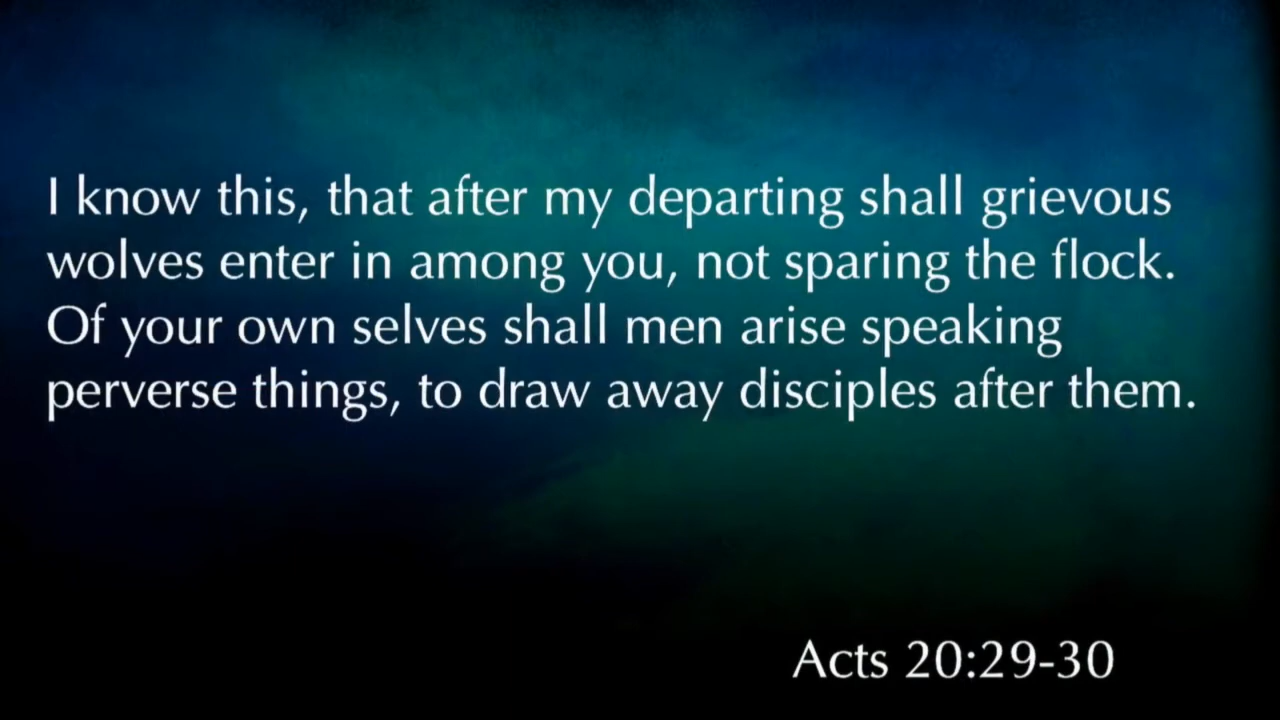 I know this, that after my departing shall grievous
wolves enter in among you, not sparing the flock.
Of your own selves shall men arise speaking
perverse things, to draw away disciples after them.
Acts 20:29-30